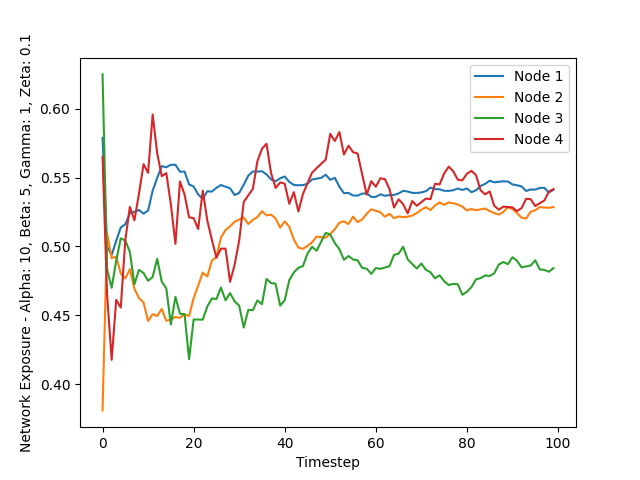 Network Exposure - Alpha: 10, Beta: 5, Gamma: 1, Zeta: 0.1
0.60
0.55
0.50
0.45
0.40
Node 1
Node 2
Node 3
Node 4
0 20 40 60 80 100
Timestep